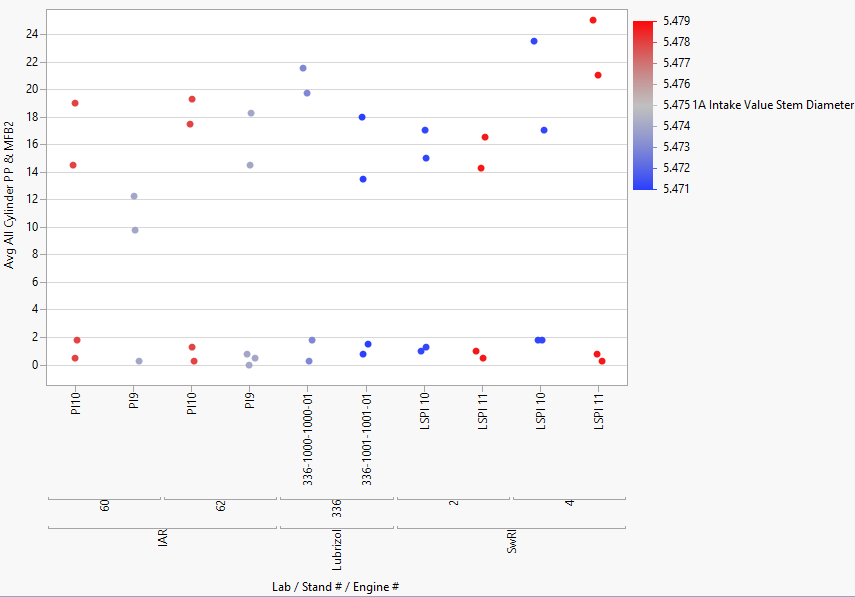 Avg All Cylinder PP & MFB2
24
22
20
18
16
14
12
10
8
6
4
2
0
5.479
5.478
5.477
5.476
5.475
5.474
5.473
5.472
5.471
1A Intake Value Stem Diameter
PI10
PI9
PI10
PI9
336-1000-1000-01
336-1001-1001-01
LSPI 10
LSPI 11
LSPI 10
LSPI 11
60
62
336
2
4
IAR
Lubrizol
SwRI
Lab / Stand # / Engine #